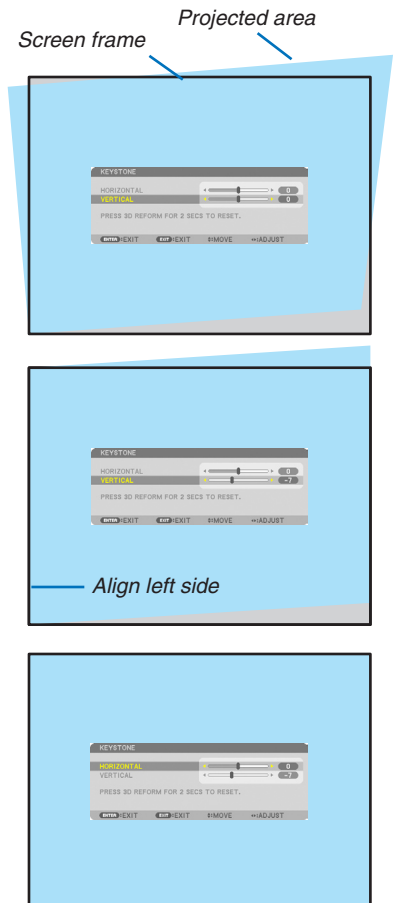 Projected area
Screen frame
KEYSTONE
HORIZONTAL 0
VERTICAL 0
PRESS 3D REFORM FOR 2 SECS TO RESET.
ENTER :EXIT EXIT :EXIT ↕:MOVE ↔:ADJUST
KEYSTONE
HORIZONTAL 0
VERTICAL -7
PRESS 3D REFORM FOR 2 SECS TO RESET.
ENTER :EXIT EXIT :EXIT ↕:MOVE ↔:ADJUST
Align left side
KEYSTONE
HORIZONTAL 0
VERTICAL -7
PRESS 3D REFORM FOR 2 SECS TO RESET.
ENTER :EXIT EXIT :EXIT ↕:MOVE ↔:ADJUST